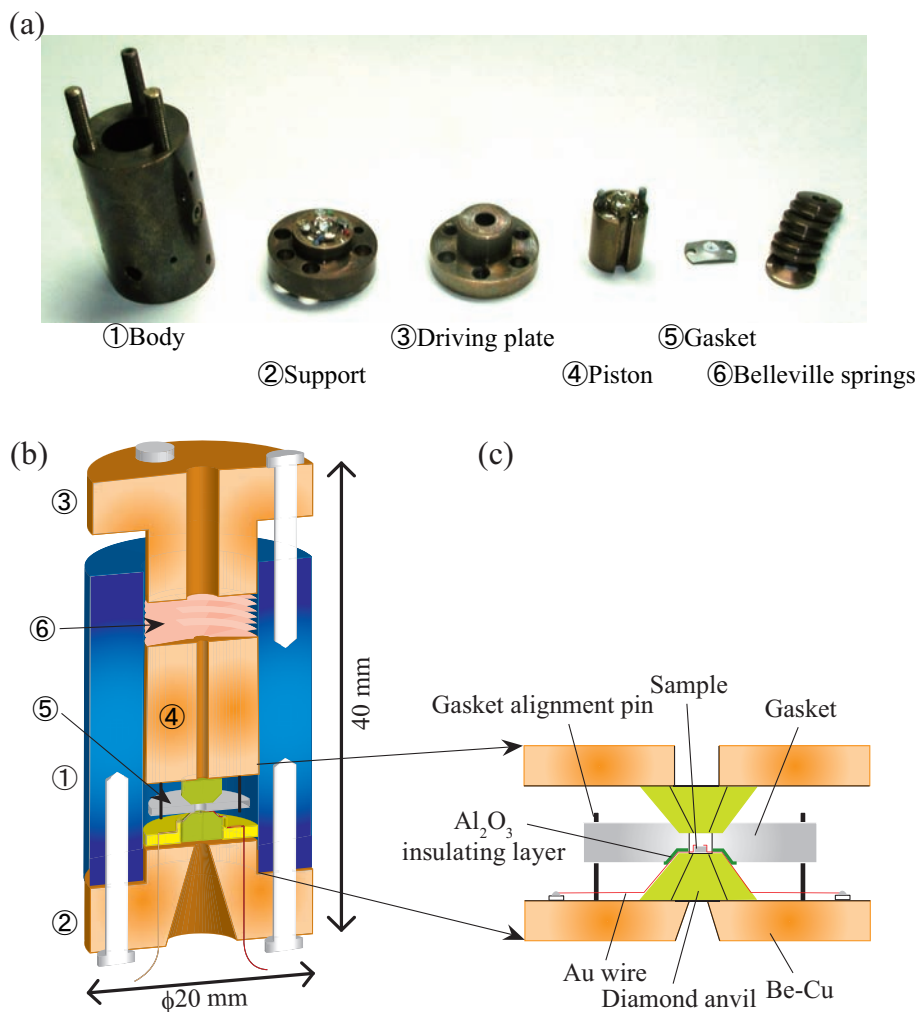 (a)
①Body
②Support
③Driving plate
④Piston
⑤Gasket
⑥Belleville springs
(b)
③
⑥
④
⑤
①
②
40 mm
ϕ20 mm
(c)
Sample
Gasket alignment pin
Gasket
Al₂O₃
insulating layer
Au wire
Diamond anvil
Be-Cu